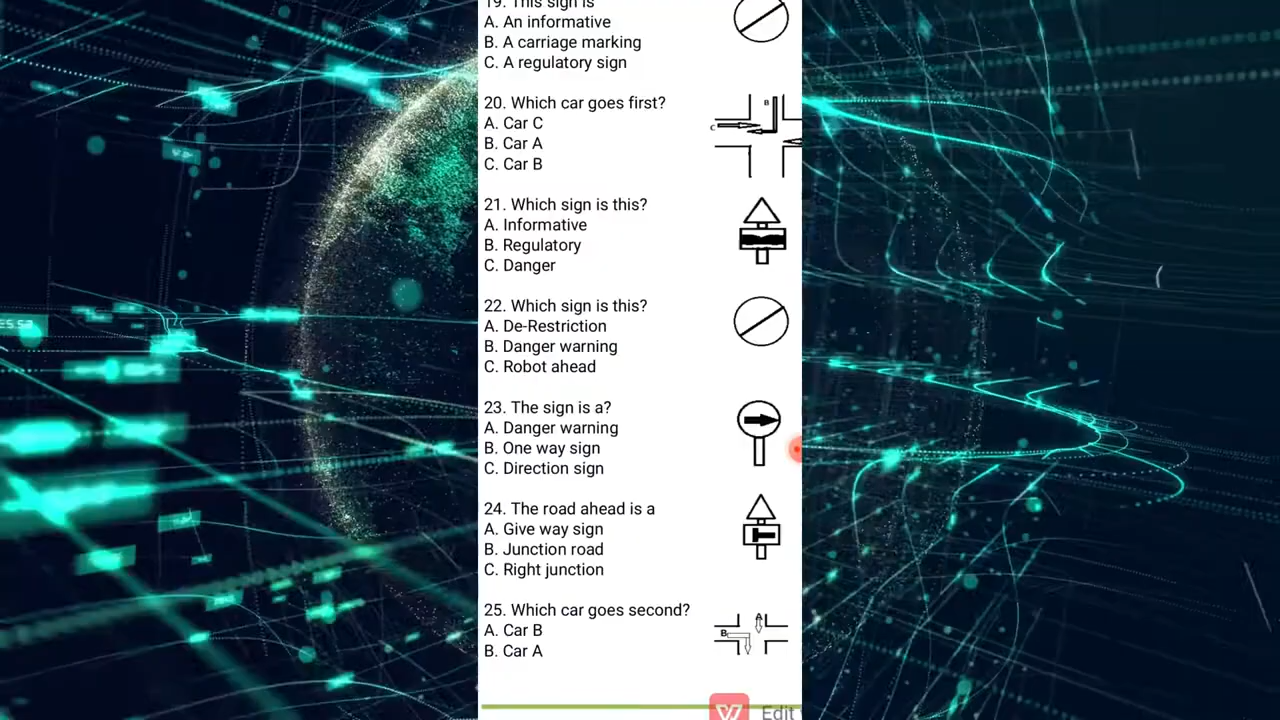 19. This sign is
A. An informative
B. A carriage marking
C. A regulatory sign
20. Which car goes first?
A. Car C
B. Car A
C. Car B
B
C
21. Which sign is this?
A. Informative
B. Regulatory
C. Danger
22. Which sign is this?
A. De-Restriction
B. Danger warning
C. Robot ahead
23. The sign is a?
A. Danger warning
B. One way sign
C. Direction sign
24. The road ahead is a
A. Give way sign
B. Junction road
C. Right junction
25. Which car goes second?
A. Car B
B. Car A
A
B
Edit